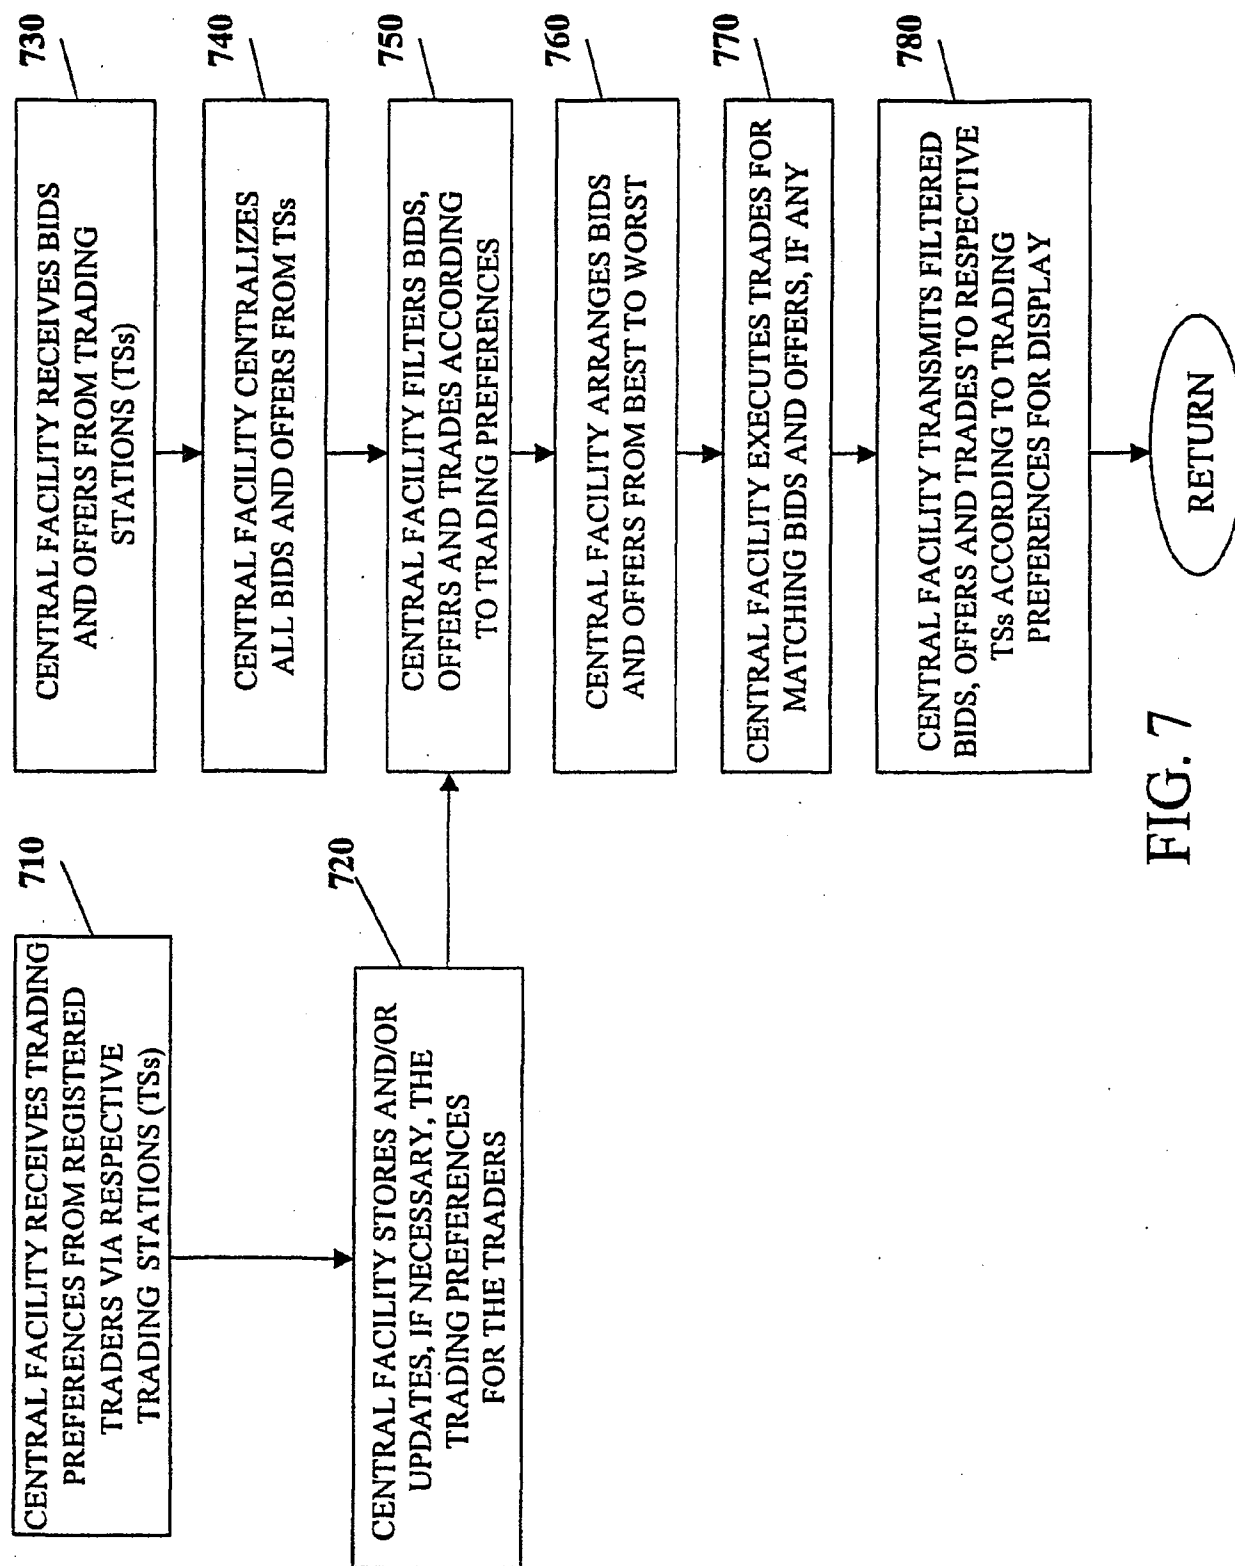 710
CENTRAL FACILITY RECEIVES TRADING
PREFERENCES FROM REGISTERED
TRADERS VIA RESPECTIVE
TRADING STATIONS (TSs)
720
CENTRAL FACILITY STORES AND/OR
UPDATES, IF NECESSARY, THE
TRADING PREFERENCES
FOR THE TRADERS
730
CENTRAL FACILITY RECEIVES BIDS
AND OFFERS FROM TRADING
STATIONS (TSs)
740
CENTRAL FACILITY CENTRALIZES
ALL BIDS AND OFFERS FROM TSs
750
CENTRAL FACILITY FILTERS BIDS,
OFFERS AND TRADES ACCORDING
TO TRADING PREFERENCES
760
CENTRAL FACILITY ARRANGES BIDS
AND OFFERS FROM BEST TO WORST
770
CENTRAL FACILITY EXECUTES TRADES FOR
MATCHING BIDS AND OFFERS, IF ANY
780
CENTRAL FACILITY TRANSMITS FILTERED
BIDS, OFFERS AND TRADES TO RESPECTIVE
TSs ACCORDING TO TRADING
PREFERENCES FOR DISPLAY
RETURN
FIG. 7